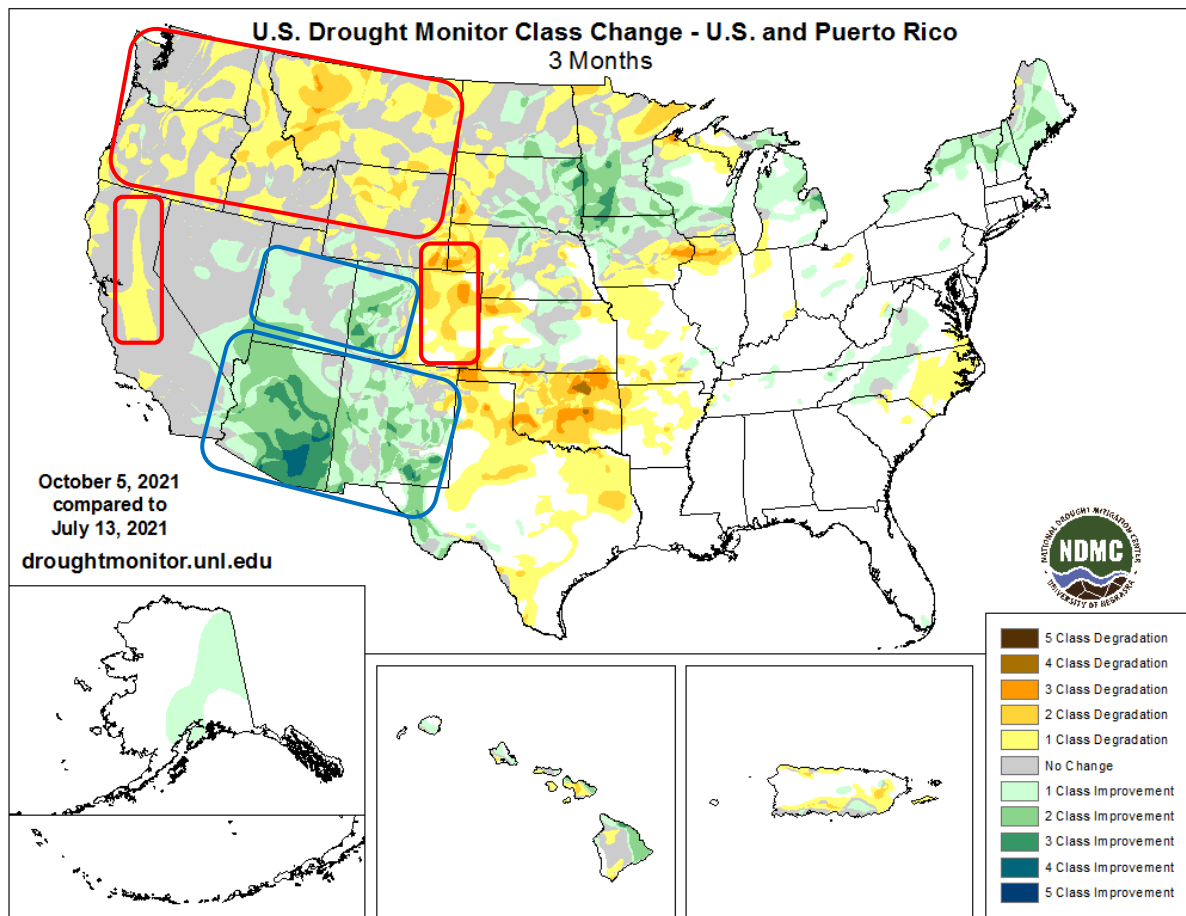 U.S. Drought Monitor Class Change - U.S. and Puerto Rico
3 Months
October 5, 2021
compared to
July 13, 2021
droughtmonitor.unl.edu
NATIONAL DROUGHT MITIGATION CENTER
NDMC
UNIVERSITY OF NEBRASKA
5 Class Degradation
4 Class Degradation
3 Class Degradation
2 Class Degradation
1 Class Degradation
No Change
1 Class Improvement
2 Class Improvement
3 Class Improvement
4 Class Improvement
5 Class Improvement